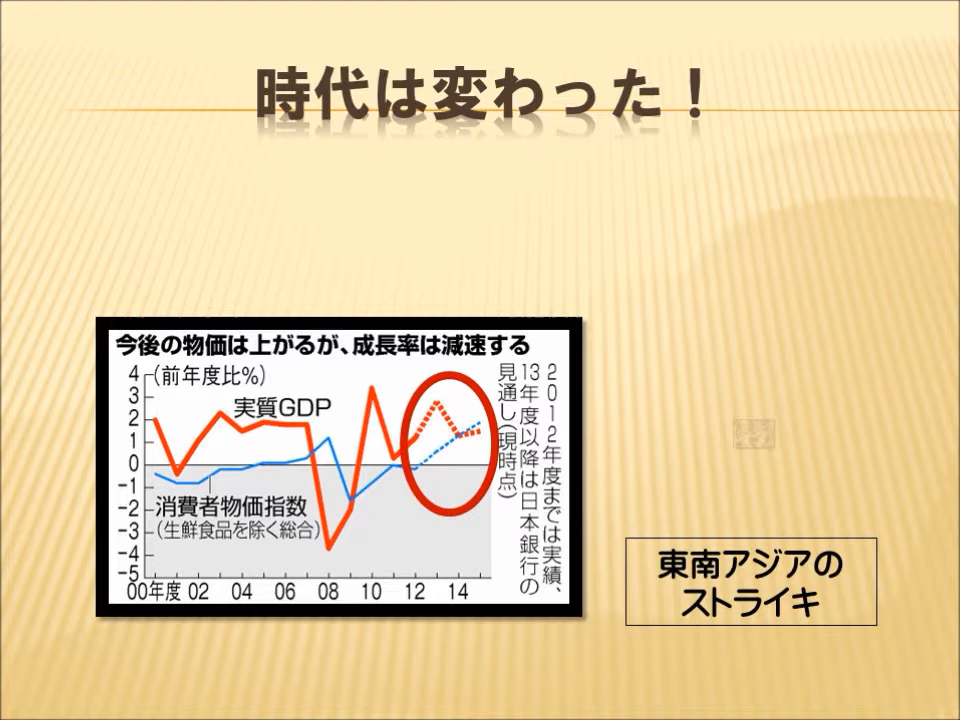 時代は変わった！
今後の物価は上がるが、成長率は減速する
(前年度比%)
4
3
2
1
0
−1
−2
−3
−4
−5
実質GDP
消費者物価指数
(生鮮食品を除く総合)
00年度 02 04 06 08 10 12 14
2012年度までは実績、
13年度以降は日本銀行の
見通し(現時点)
東南アジアの
ストライキ